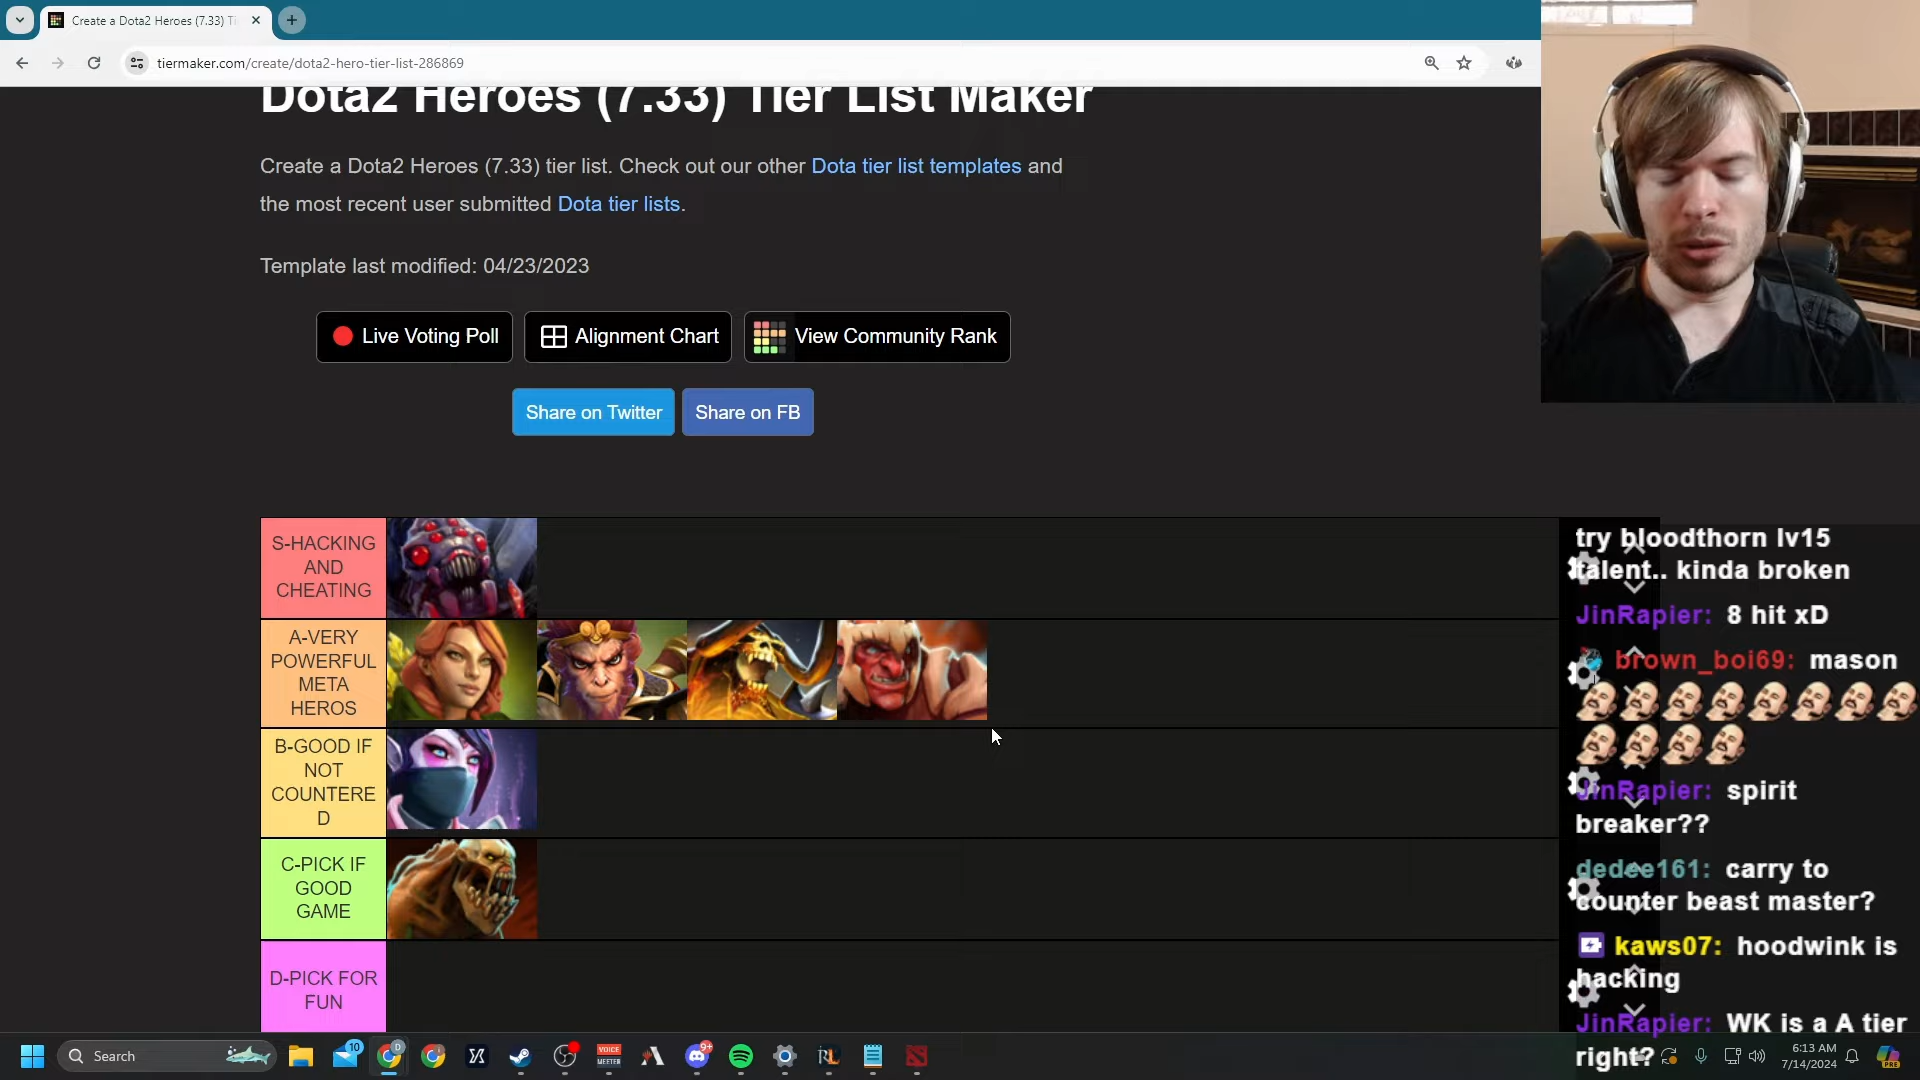 Create a Dota2 Heroes (7.33) Ti
tiermaker.com/create/dota2-hero-tier-list-286869
Dota2 Heroes (7.33) Tier List Maker
Create a Dota2 Heroes (7.33) tier list. Check out our other Dota tier list templates and
the most recent user submitted Dota tier lists.
Template last modified: 04/23/2023
Live Voting Poll
Alignment Chart
View Community Rank
Share on Twitter
Share on FB
S-HACKING
AND
CHEATING
A-VERY
POWERFUL
META
HEROS
B-GOOD IF
NOT
COUNTERE
D
C-PICK IF
GOOD
GAME
D-PICK FOR
FUN
try bloodthorn lv15
talent.. kinda broken
JinRapier: 8 hit xD
brown_boi69: mason
JinRapier: spirit
breaker??
dedee161: carry to
counter beast master?
kaws07: hoodwink is
hacking
JinRapier: WK is a A tier
right?
Search
10
D
VOICE
MEETER
9+
RL
6:13 AM
7/14/2024
PRE